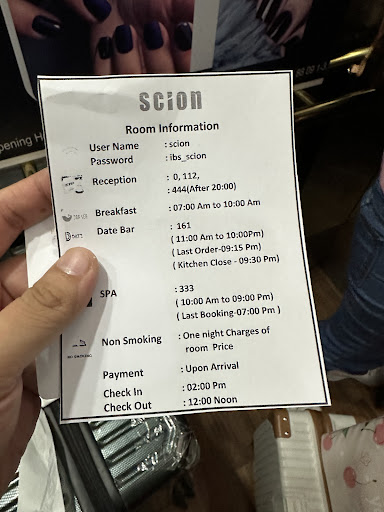 scion
Room Information
User Name : scion
Password : ibs_scion
Reception : 0, 112,
: 444(After 20:00)
Breakfast : 07:00 Am to 10:00 Am
Date Bar : 161
( 11:00 Am to 10:00Pm)
( Last Order-09:15 Pm)
( Kitchen Close - 09:30 Pm)
SPA : 333
( 10:00 Am to 09:00 Pm)
( Last Booking-07:00 Pm )
Non Smoking : One night Charges of
room Price
Payment : Upon Arrival
Check In : 02:00 Pm
Check Out : 12:00 Noon